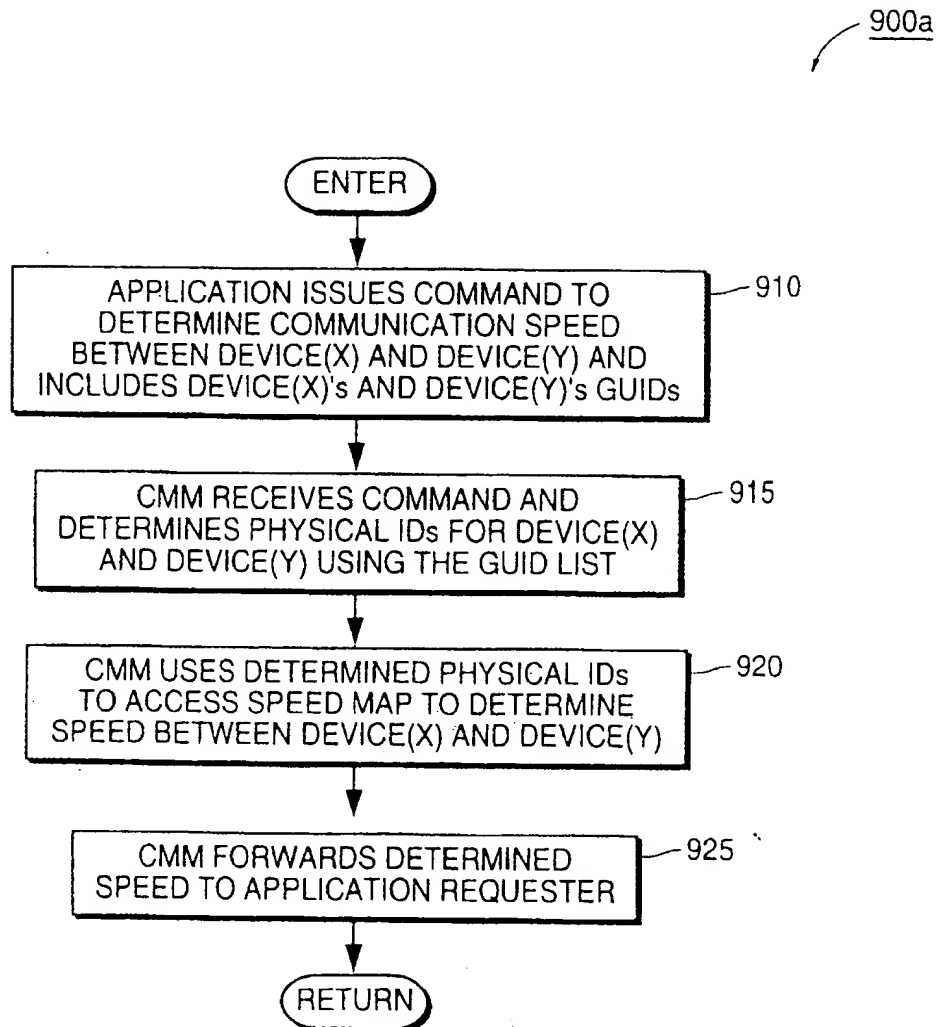 900a
ENTER
APPLICATION ISSUES COMMAND TO
DETERMINE COMMUNICATION SPEED
BETWEEN DEVICE(X) AND DEVICE(Y) AND
INCLUDES DEVICE(X)'s AND DEVICE(Y)'s GUIDs
910
CMM RECEIVES COMMAND AND
DETERMINES PHYSICAL IDs FOR DEVICE(X)
AND DEVICE(Y) USING THE GUID LIST
915
CMM USES DETERMINED PHYSICAL IDs
TO ACCESS SPEED MAP TO DETERMINE
SPEED BETWEEN DEVICE(X) AND DEVICE(Y)
920
CMM FORWARDS DETERMINED
SPEED TO APPLICATION REQUESTER
925
RETURN